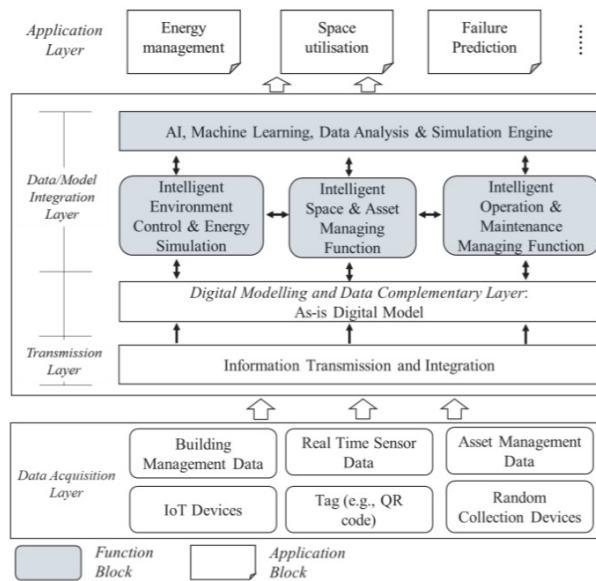 Application
Layer
Energy
management
Space
utilisation
Failure
Prediction
AI, Machine Learning, Data Analysis & Simulation Engine
Data/Model
Integration
Layer
Intelligent
Environment
Control & Energy
Simulation
Intelligent
Space & Asset
Managing
Function
Intelligent
Operation &
Maintenance
Managing Function
Digital Modelling and Data Complementary Layer:
As-is Digital Model
Transmission
Layer
Information Transmission and Integration
Data Acquisition
Layer
Building
Management Data
Real Time Sensor
Data
Asset Management
Data
IoT Devices
Tag (e.g., QR
code)
Random
Collection Devices
Function
Block
Application
Block